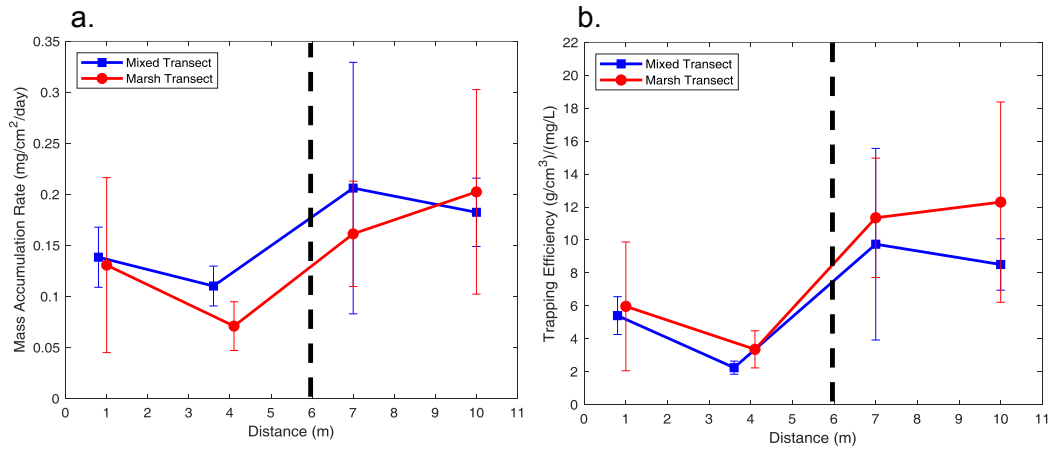 a.
0.35
0.3
0.25
0.2
0.15
0.1
0.05
0
Mass Accumulation Rate (mg/cm²/day)
Mixed Transect
Marsh Transect
0 1 2 3 4 5 6 7 8 9 10 11
Distance (m)
b.
22
20
18
16
14
12
10
8
6
4
2
0
Trapping Efficiency (g/cm³)/(mg/L)
Mixed Transect
Marsh Transect
0 1 2 3 4 5 6 7 8 9 10 11
Distance (m)